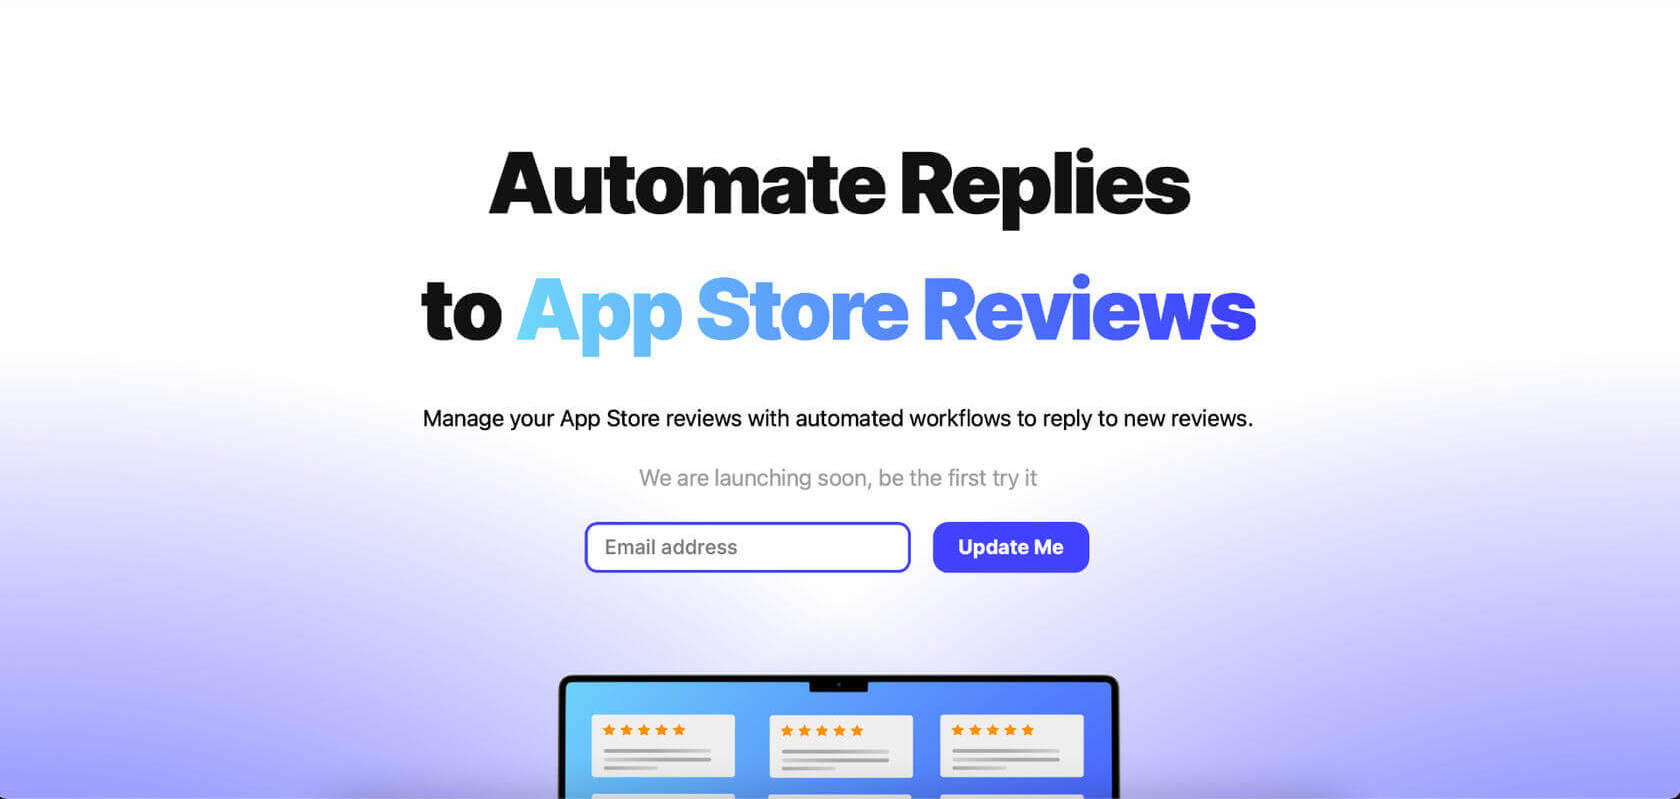 Automate Replies
to App Store Reviews
Manage your App Store reviews with automated workflows to reply to new reviews.
We are launching soon, be the first try it
Email address
Update Me